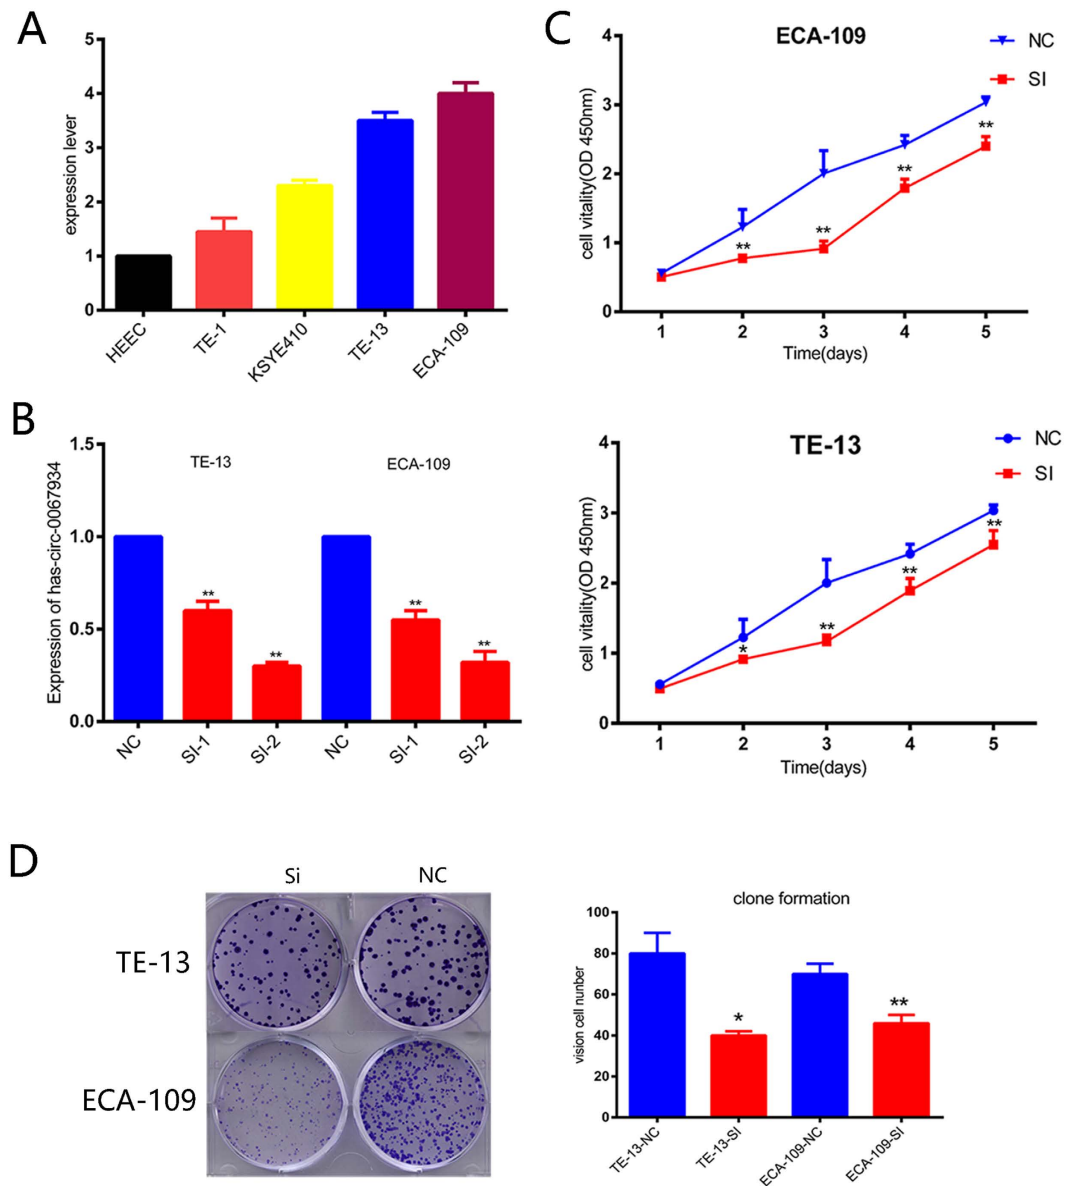 A
expression lever
5
4
3
2
1
0
HEEC
TE-1
KSYE410
TE-13
ECA-109
B
Expression of has-circ-0067934
1.5
1.0
0.5
0.0
TE-13
ECA-109
**
**
**
**
NC
SI-1
SI-2
NC
SI-1
SI-2
C
ECA-109
NC
SI
cell vitality(OD 450nm)
4
3
2
1
0
**
**
**
**
1 2 3 4 5
Time(days)
TE-13
NC
SI
cell vitality(OD 450nm)
4
3
2
1
0
*
**
**
**
1 2 3 4 5
Time(days)
D
Si NC
TE-13
ECA-109
clone formation
vision cell number
100
80
60
40
20
0
*
**
TE-13-NC
TE-13-SI
ECA-109-NC
ECA-109-SI